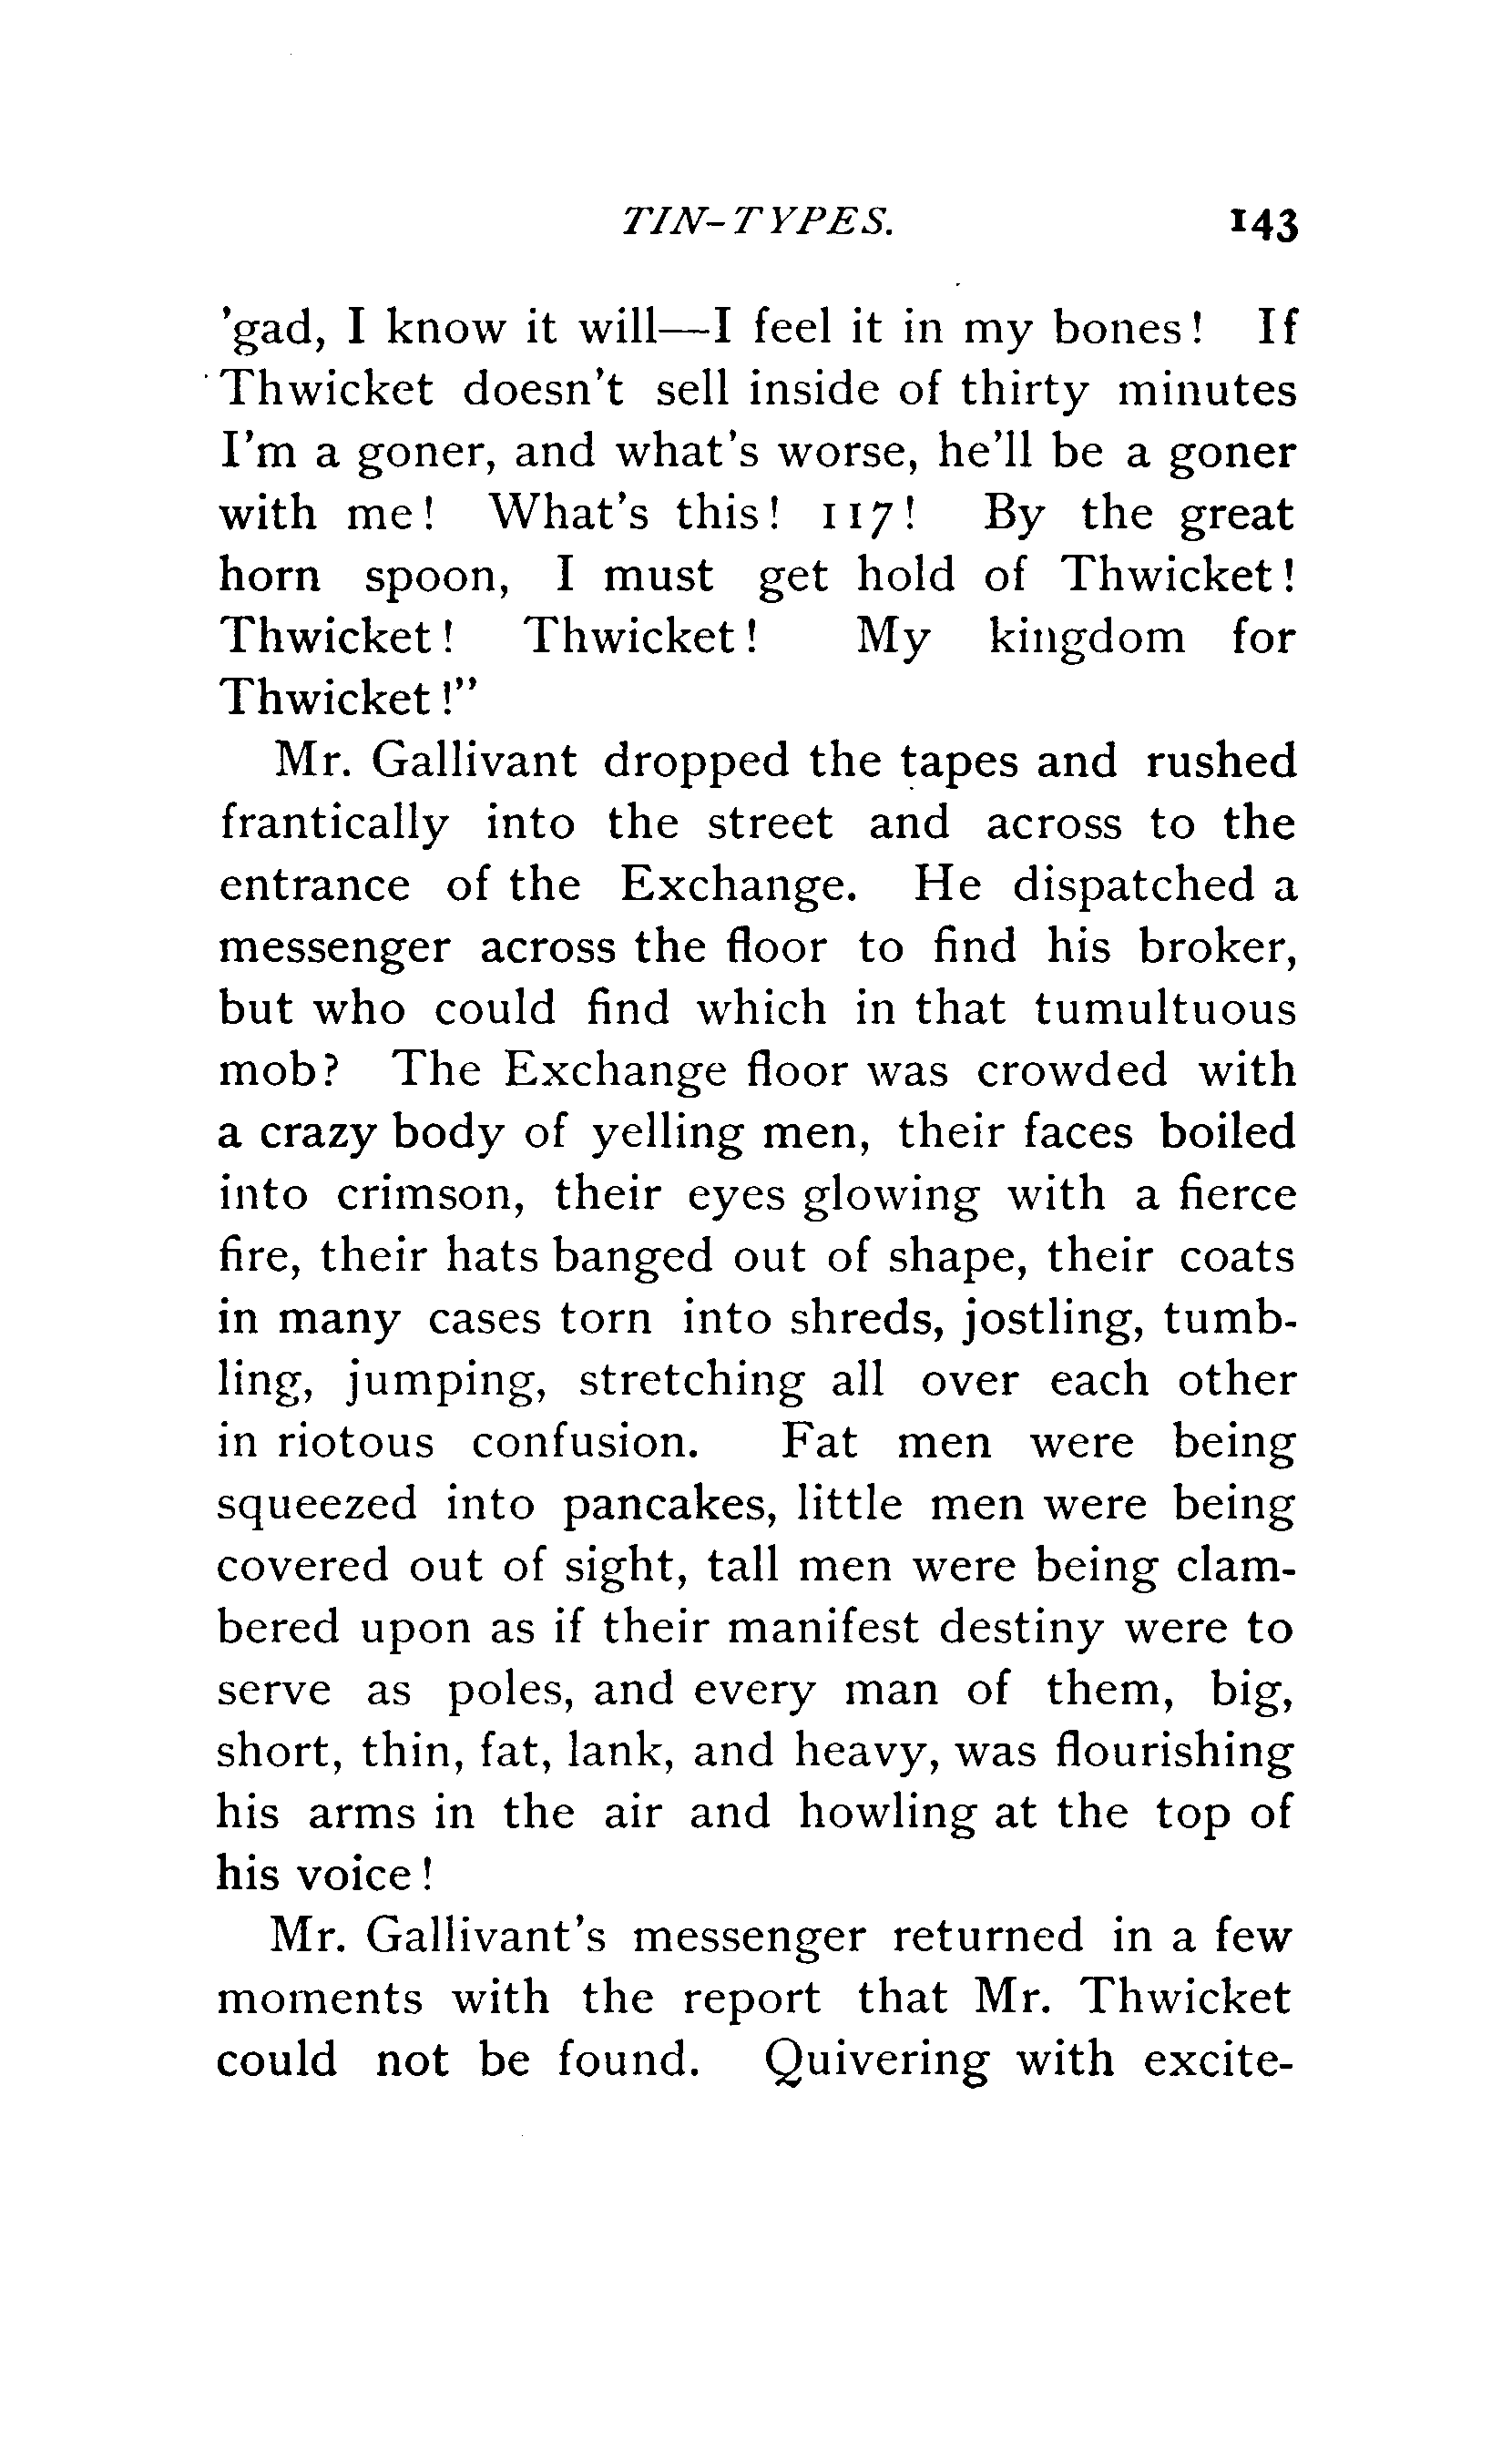 TIN-TYPES. 143
'gad, I know it will—I feel it in my bones! If
Thwicket doesn't sell inside of thirty minutes
I'm a goner, and what's worse, he'll be a goner
with me! What's this! 117! By the great
horn spoon, I must get hold of Thwicket!
Thwicket! Thwicket! My kingdom for
Thwicket!"
Mr. Gallivant dropped the tapes and rushed
frantically into the street and across to the
entrance of the Exchange. He dispatched a
messenger across the floor to find his broker,
but who could find which in that tumultuous
mob? The Exchange floor was crowded with
a crazy body of yelling men, their faces boiled
into crimson, their eyes glowing with a fierce
fire, their hats banged out of shape, their coats
in many cases torn into shreds, jostling, tumb-
ling, jumping, stretching all over each other
in riotous confusion. Fat men were being
squeezed into pancakes, little men were being
covered out of sight, tall men were being clam-
bered upon as if their manifest destiny were to
serve as poles, and every man of them, big,
short, thin, fat, lank, and heavy, was flourishing
his arms in the air and howling at the top of
his voice!
Mr. Gallivant's messenger returned in a few
moments with the report that Mr. Thwicket
could not be found. Quivering with excite-